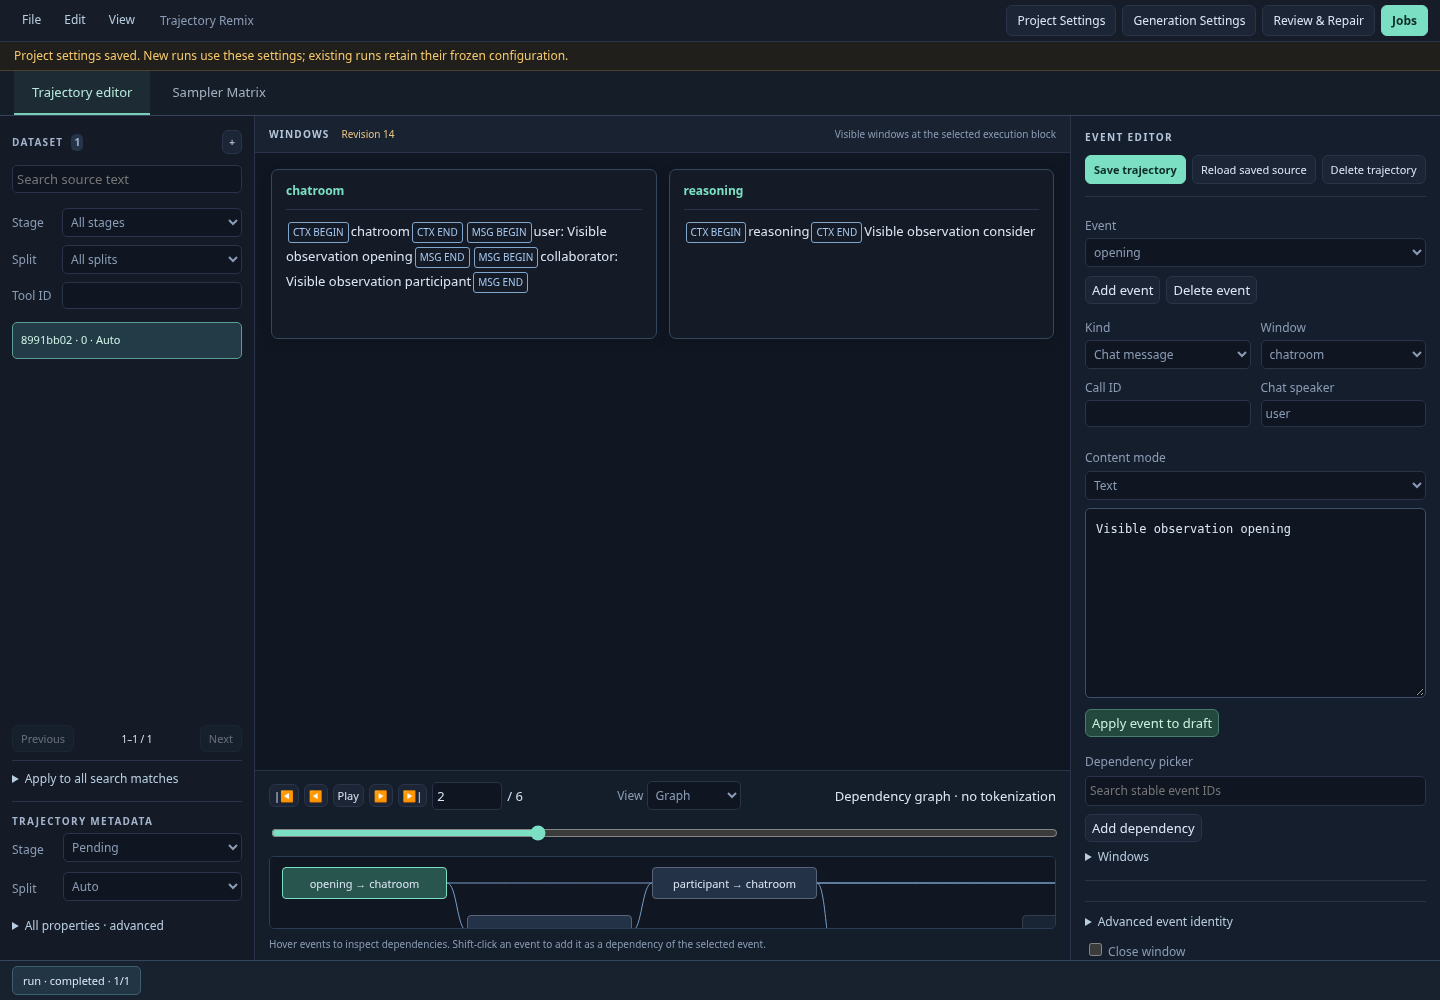 File Edit View Trajectory Remix Project Settings Generation Settings Review & Repair Jobs
Project settings saved. New runs use these settings; existing runs retain their frozen configuration.
Trajectory editor Sampler Matrix
DATASET 1 +
Search source text
Stage All stages
Split All splits
Tool ID
8991bb02 · 0 · Auto
Previous 1–1 / 1 Next
Apply to all search matches
TRAJECTORY METADATA
Stage Pending
Split Auto
All properties · advanced
WINDOWS Revision 14 Visible windows at the selected execution block
chatroom
CTX BEGIN chatroom CTX END MSG BEGIN user: Visible
observation opening MSG END MSG BEGIN collaborator:
Visible observation participant MSG END
reasoning
CTX BEGIN reasoning CTX END Visible observation consider
Play 2 / 6 View Graph Dependency graph · no tokenization
opening → chatroom participant → chatroom
Hover events to inspect dependencies. Shift-click an event to add it as a dependency of the selected event.
EVENT EDITOR
Save trajectory Reload saved source Delete trajectory
Event
opening
Add event Delete event
Kind Window
Chat message chatroom
Call ID Chat speaker
user
Content mode
Text
Visible observation opening
Apply event to draft
Dependency picker
Search stable event IDs
Add dependency
Windows
Advanced event identity
Close window
run · completed · 1/1